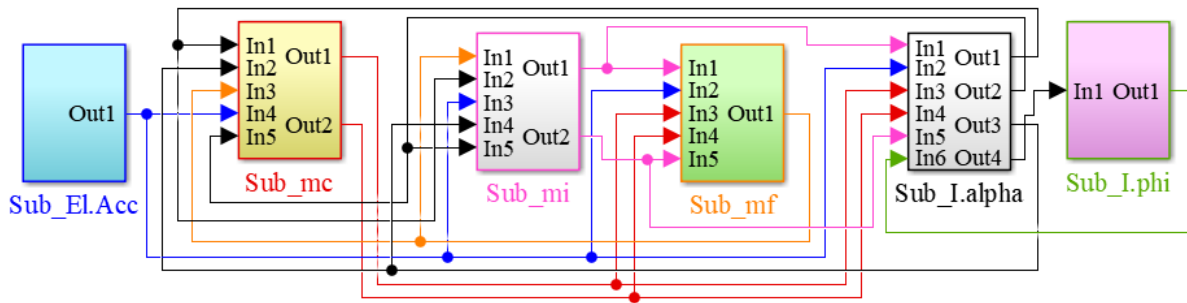 Out1
Sub_El.Acc
In1
In2
In3
In4
In5
Out1
Out2
Sub_mc
In1
In2
In3
In4
In5
Out1
Out2
Sub_mi
In1
In2
In3
In4
In5
Out1
Sub_mf
In1
In2
In3
In4
In5
In6
Out1
Out2
Out3
Out4
Sub_I.alpha
In1 Out1
Sub_I.phi